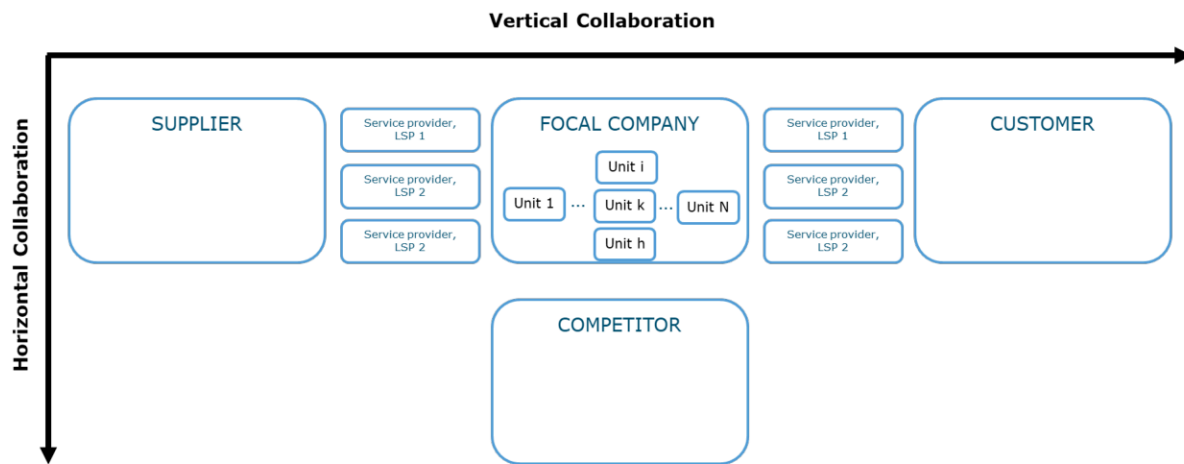 Vertical Collaboration
Horizontal Collaboration
SUPPLIER
Service provider,
LSP 1
Service provider,
LSP 2
Service provider,
LSP 2
FOCAL COMPANY
Unit i
Unit 1 ... Unit k ... Unit N
Unit h
Service provider,
LSP 1
Service provider,
LSP 2
Service provider,
LSP 2
CUSTOMER
COMPETITOR